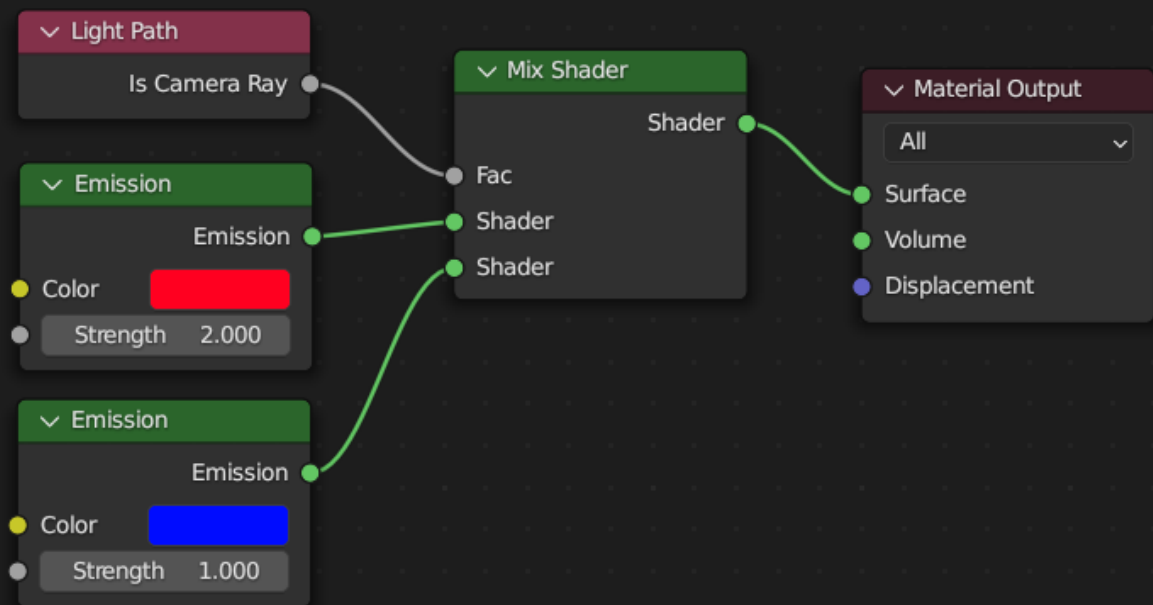 Light Path
Is Camera Ray
Emission
Emission
Color
Strength 2.000
Emission
Emission
Color
Strength 1.000
Mix Shader
Shader
Fac
Shader
Shader
Material Output
All
Surface
Volume
Displacement